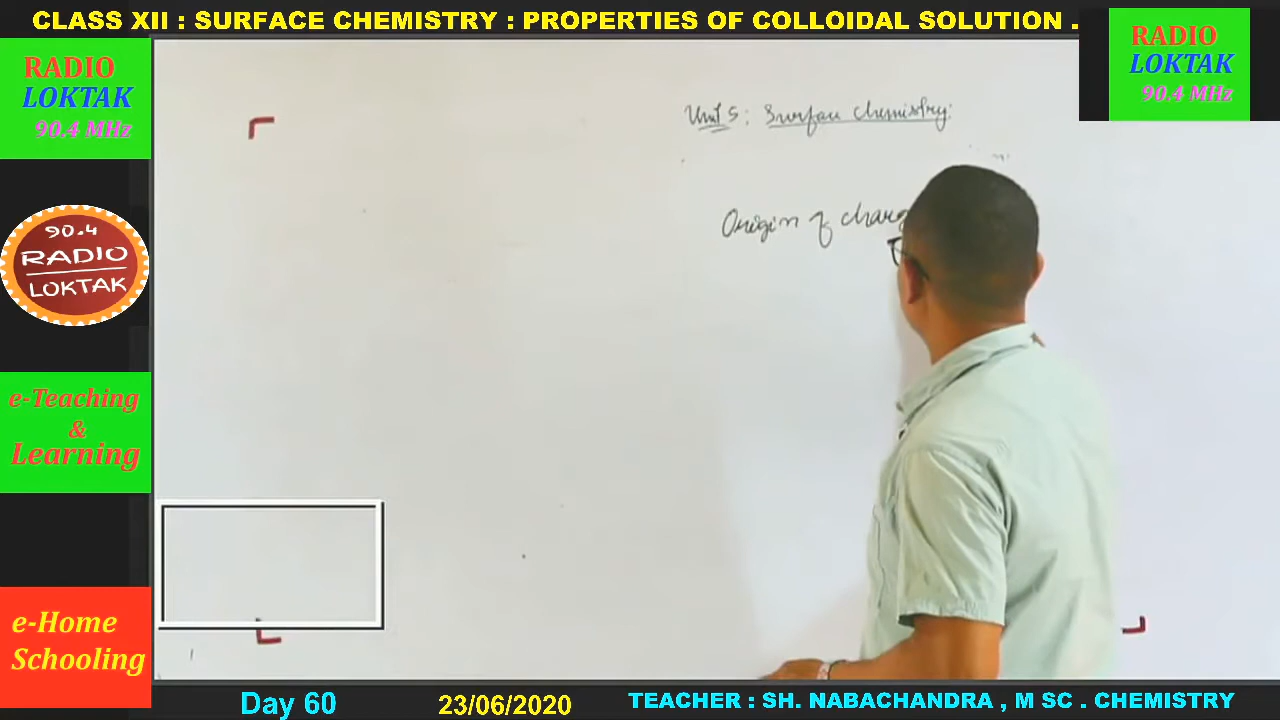 CLASS XII : SURFACE CHEMISTRY : PROPERTIES OF COLLOIDAL SOLUTION .
RADIO
LOKTAK
90.4 MHz
RADIO
LOKTAK
90.4 MHz
Unit 5 : Surface Chemistry:
Origin of charg
90.4
RADIO
LOKTAK
e-Teaching
&
Learning
e-Home
Schooling
Day 60
23/06/2020
TEACHER : SH. NABACHANDRA , M SC . CHEMISTRY